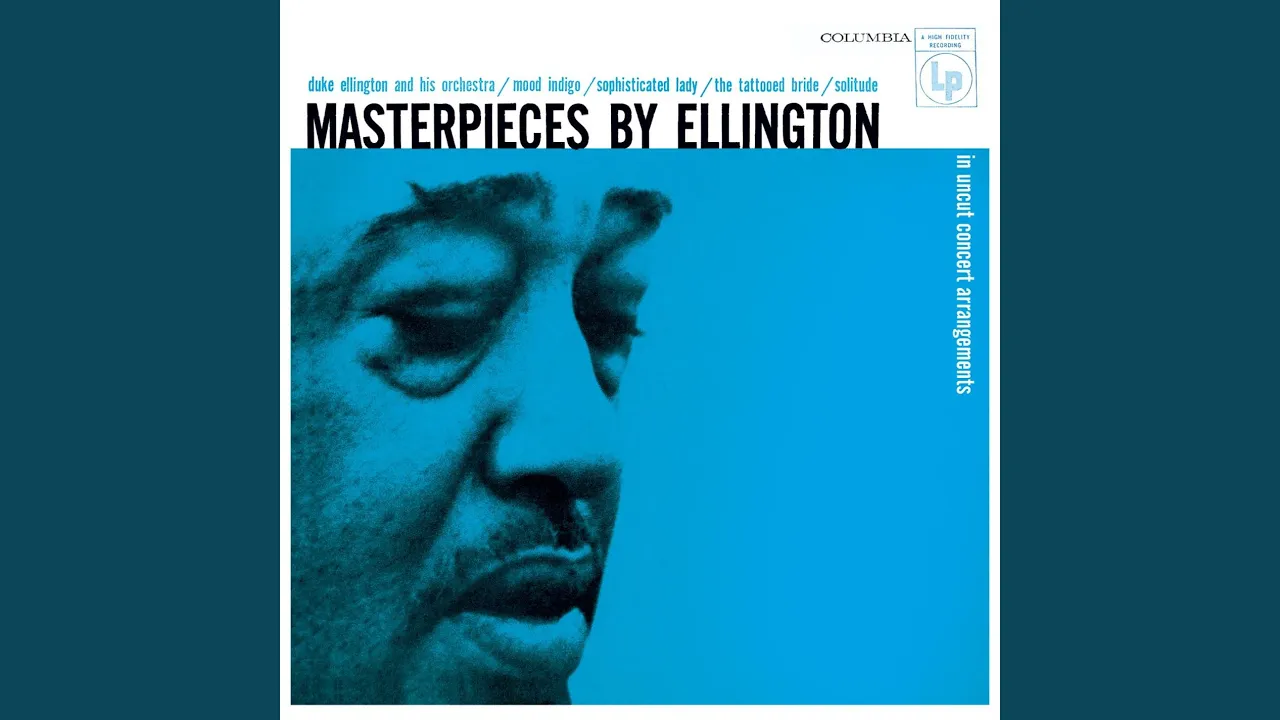 COLUMBIA
A HIGH FIDELITY
RECORDING
Lp
duke ellington and his orchestra / mood indigo / sophisticated lady / the tattooed bride / solitude
MASTERPIECES BY ELLINGTON
in uncut concert arrangements